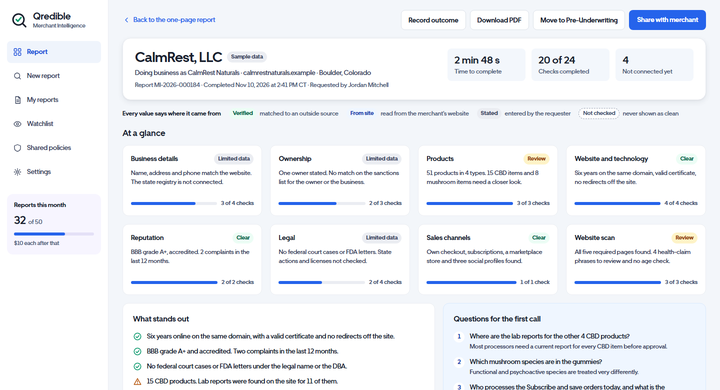 Qredible
Merchant Intelligence
Report
New report
My reports
Watchlist
Shared policies
Settings
Reports this month
32 of 50
$10 each after that
Back to the one-page report
Record outcome
Download PDF
Move to Pre-Underwriting
Share with merchant
CalmRest, LLC Sample data
Doing business as CalmRest Naturals · calmrestnaturals.example · Boulder, Colorado
Report MI-2026-000184 · Completed Nov 10, 2026 at 2:41 PM CT · Requested by Jordan Mitchell
2 min 48 s
Time to complete
20 of 24
Checks completed
4
Not connected yet
Every value says where it came from Verified matched to an outside source From site read from the merchant's website Stated entered by the requester Not checked never shown as clean
At a glance
Business details Limited data
Name, address and phone match the website.
The state registry is not connected.
3 of 4 checks
Ownership Limited data
One owner stated. No match on the sanctions
list for the owner or the business.
2 of 3 checks
Products Review
51 products in 4 types. 15 CBD items and 8
mushroom items need a closer look.
3 of 3 checks
Website and technology Clear
Six years on the same domain, valid certificate,
no redirects off the site.
4 of 4 checks
Reputation Clear
BBB grade A+, accredited. 2 complaints in the
last 12 months.
2 of 2 checks
Legal Limited data
No federal court cases or FDA letters. State
actions and licenses not checked.
2 of 4 checks
Sales channels Clear
Own checkout, subscriptions, a marketplace
store and three social profiles found.
1 of 1 check
Website scan Review
All five required pages found. 4 health-claim
phrases to review and no age check.
3 of 3 checks
What stands out
Six years online on the same domain, with a valid certificate and no redirects off the site.
BBB grade A+ and accredited. Two complaints in the last 12 months.
No federal court cases or FDA letters under the legal name or the DBA.
15 CBD products. Lab reports were found on the site for 11 of them.
Questions for the first call
1 Where are the lab reports for the other 4 CBD products?
Most processors need a current report for every CBD item before approval.
2 Which mushroom species are in the gummies?
Functional and psychoactive species are treated very differently.
3 Who processes the Subscribe and save orders today, and what is the